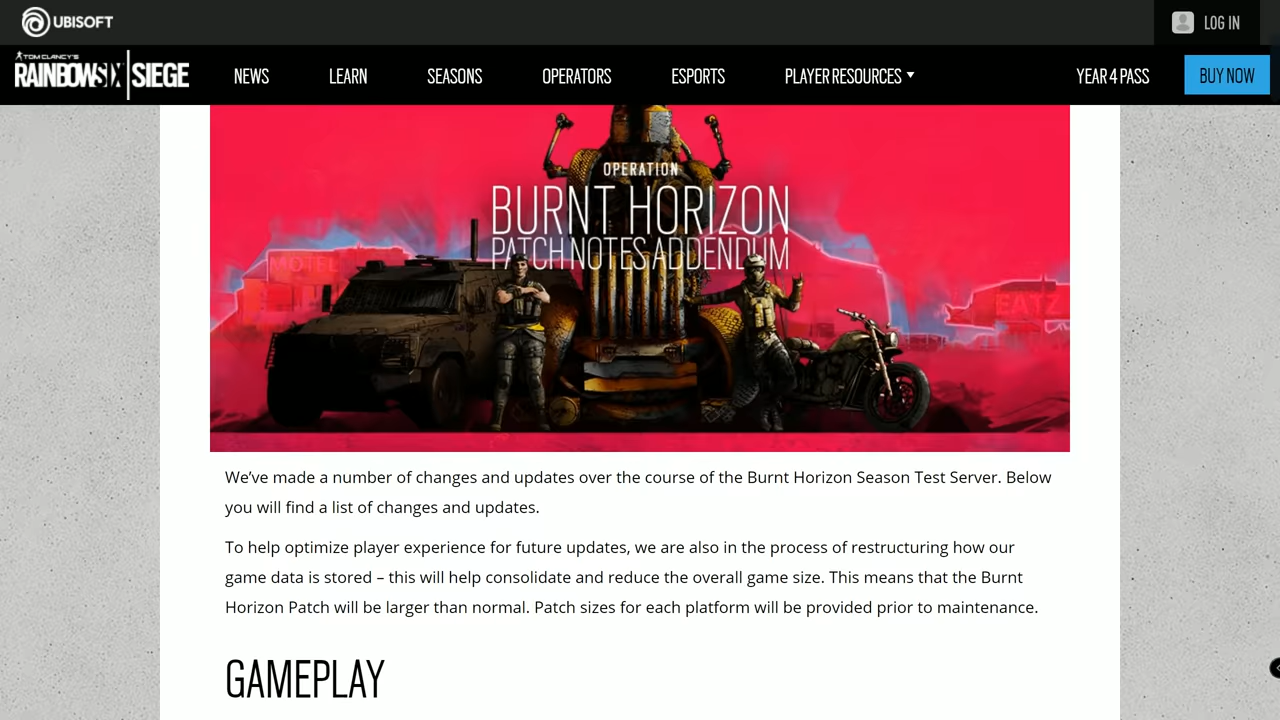 UBISOFT
LOG IN
TOM CLANCY'S
RAINBOWSIX | SIEGE
NEWS
LEARN
SEASONS
OPERATORS
ESPORTS
PLAYER RESOURCES
YEAR 4 PASS
BUY NOW
OPERATION
BURNT HORIZON
PATCH NOTES ADDENDUM
MOTEL
EATZ
We’ve made a number of changes and updates over the course of the Burnt Horizon Season Test Server. Below
you will find a list of changes and updates.
To help optimize player experience for future updates, we are also in the process of restructuring how our
game data is stored – this will help consolidate and reduce the overall game size. This means that the Burnt
Horizon Patch will be larger than normal. Patch sizes for each platform will be provided prior to maintenance.
GAMEPLAY